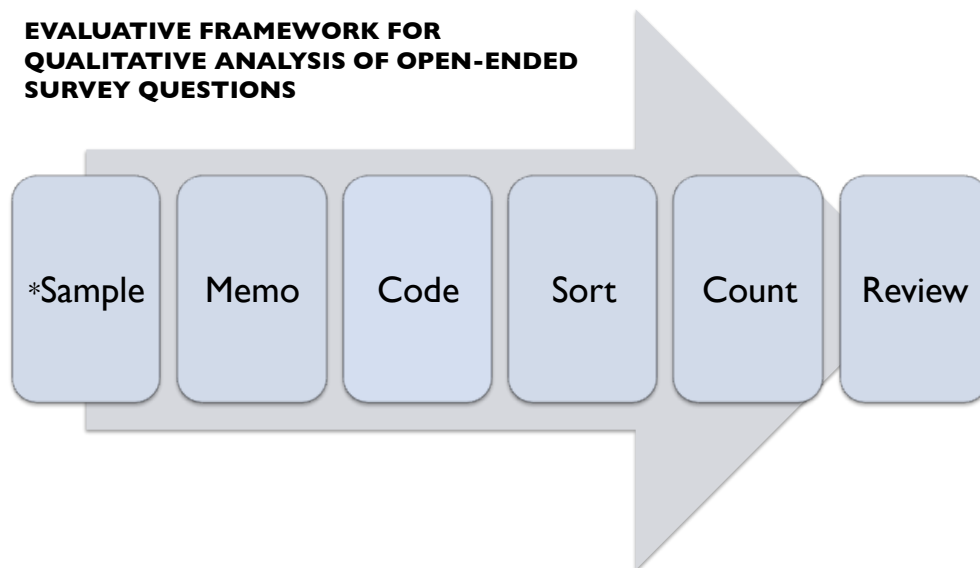 EVALUATIVE FRAMEWORK FOR
QUALITATIVE ANALYSIS OF OPEN-ENDED
SURVEY QUESTIONS
*Sample
Memo
Code
Sort
Count
Review